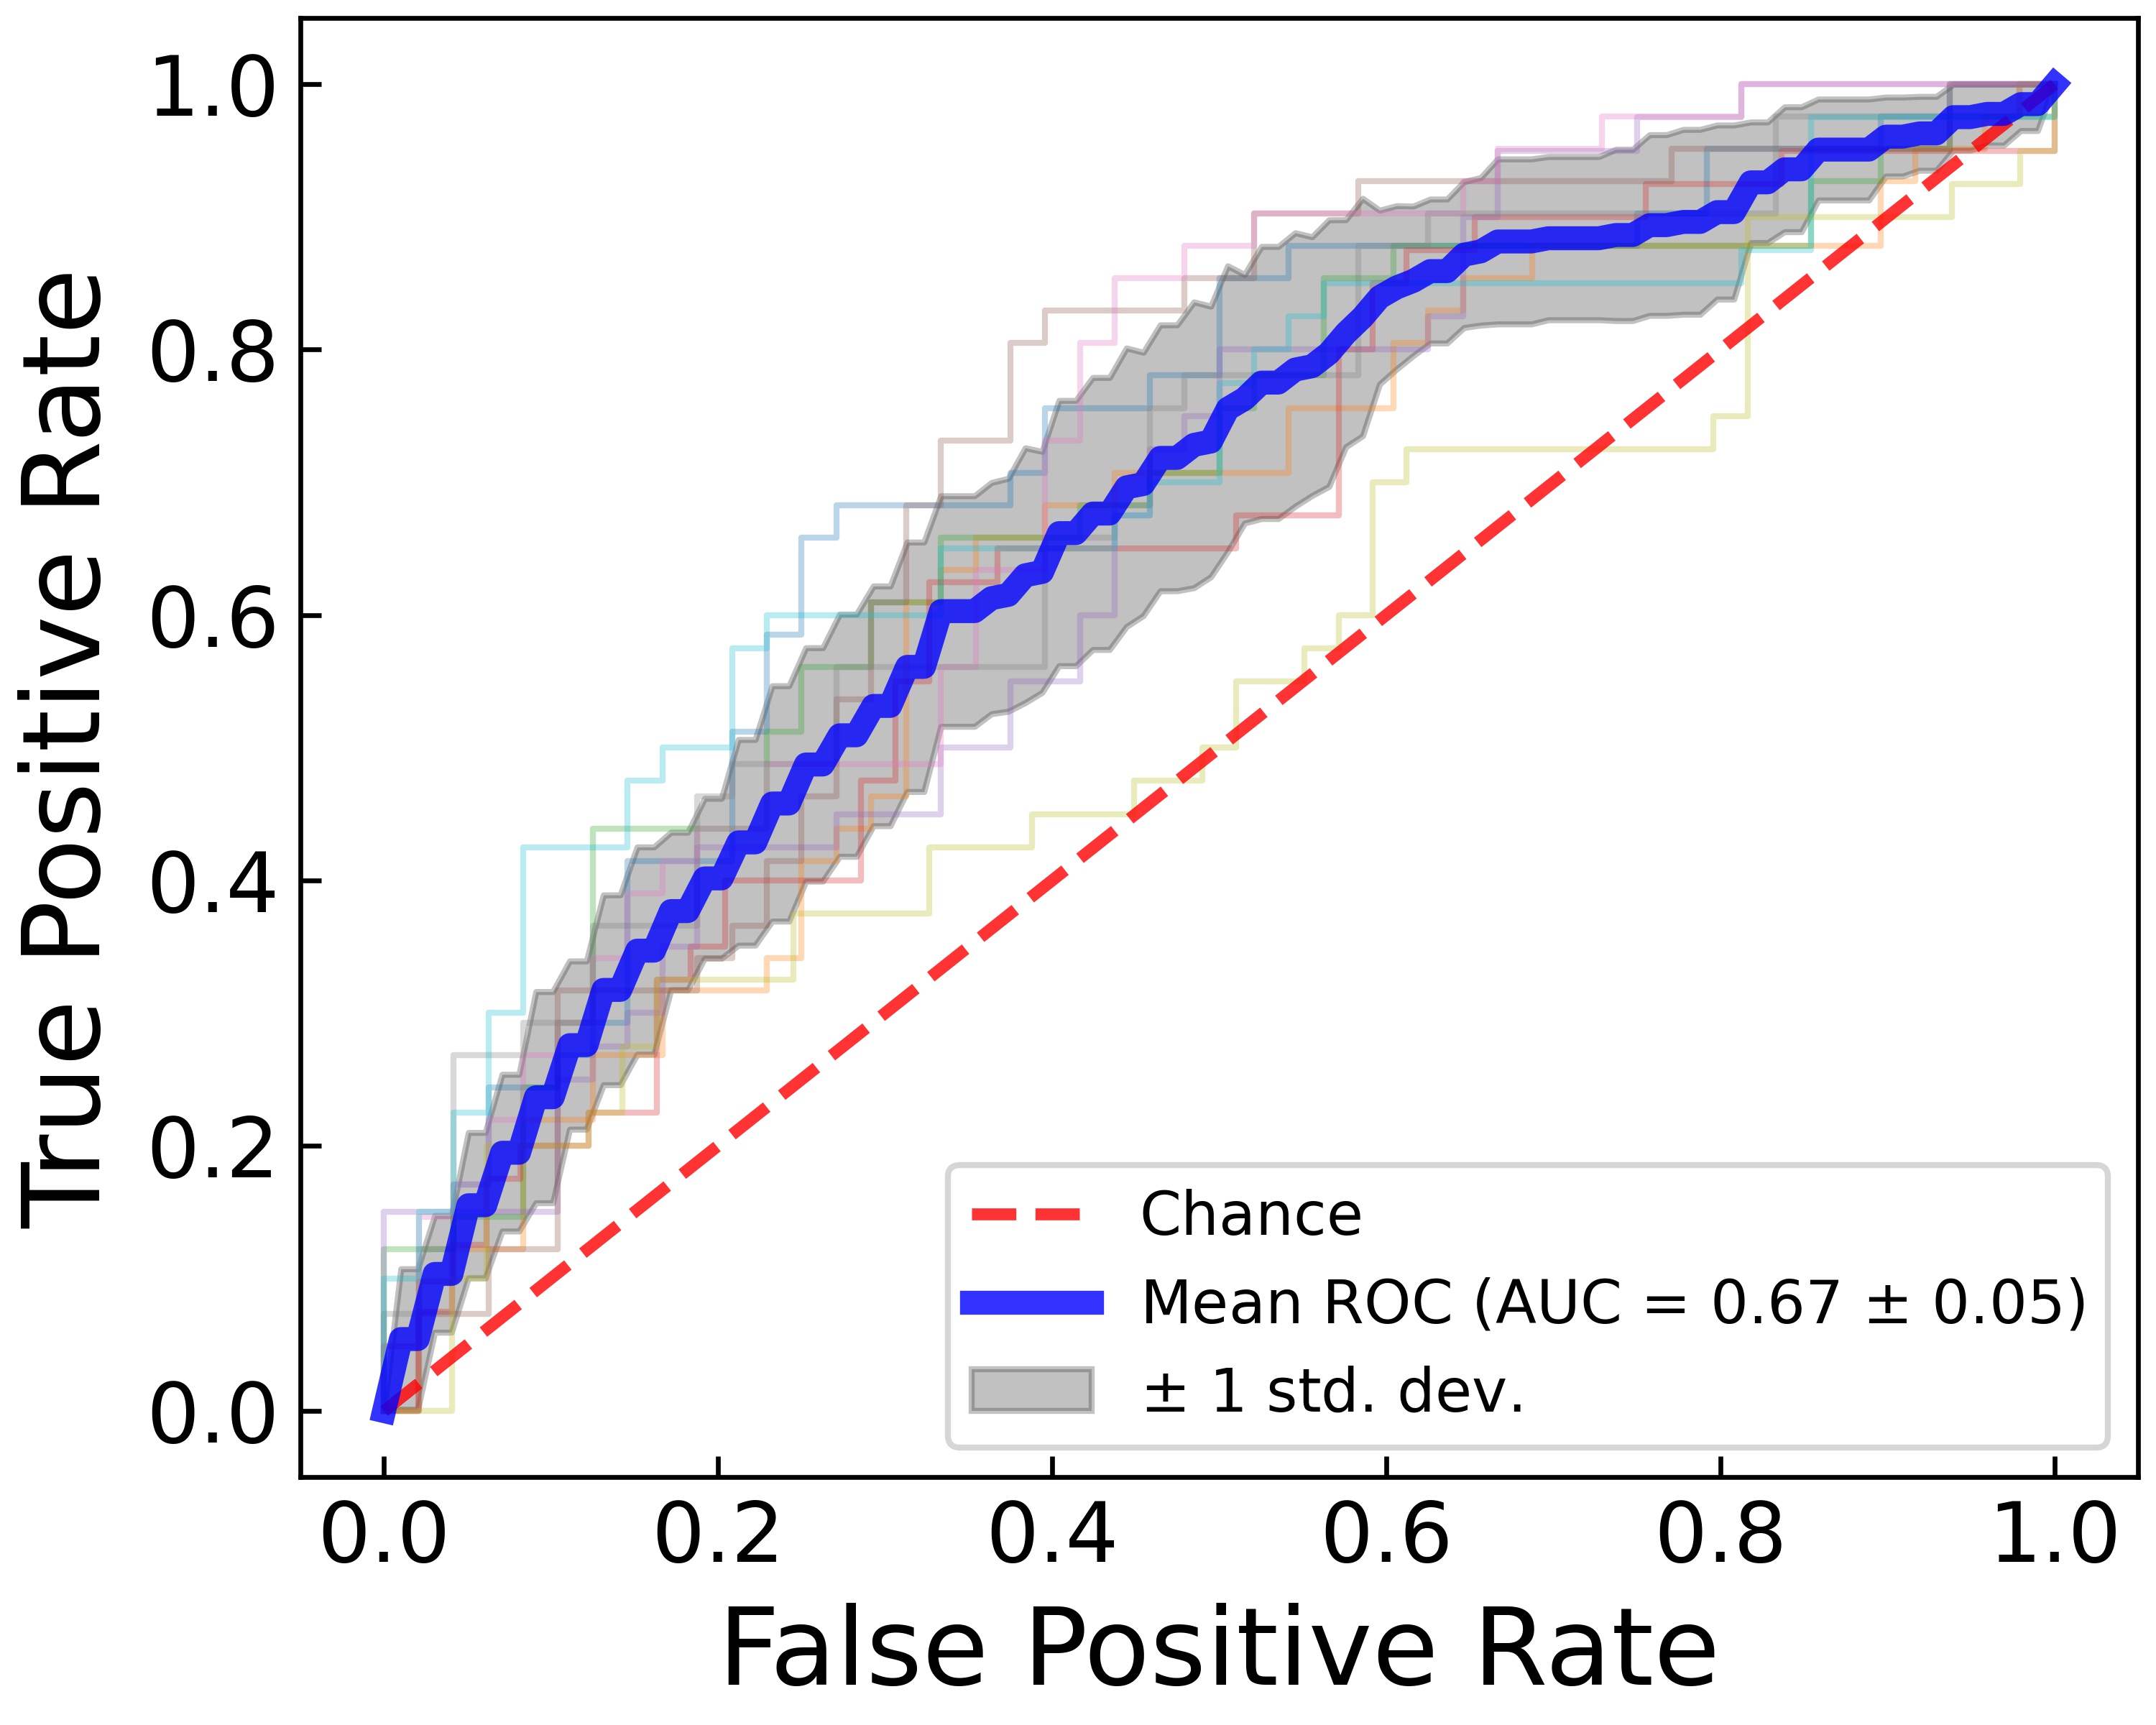 True Positive Rate
1.0
0.8
0.6
0.4
0.2
0.0
Chance
Mean ROC (AUC = 0.67 ± 0.05)
± 1 std. dev.
0.0 0.2 0.4 0.6 0.8 1.0
False Positive Rate